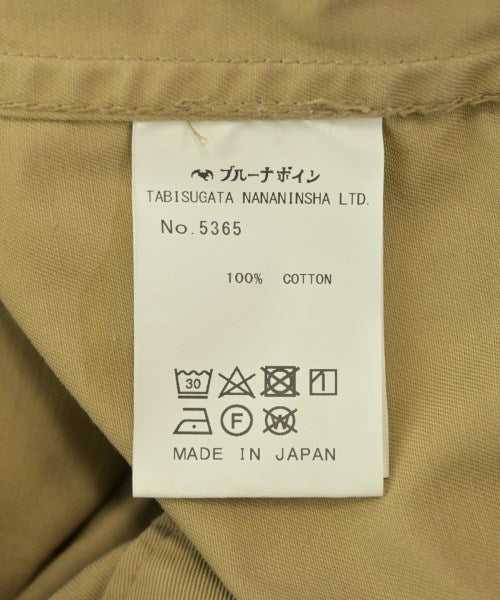 ブルーナボイン
TABISUGATA NANANINSHA LTD.
No.5365
100% COTTON
30
F W
MADE IN JAPAN